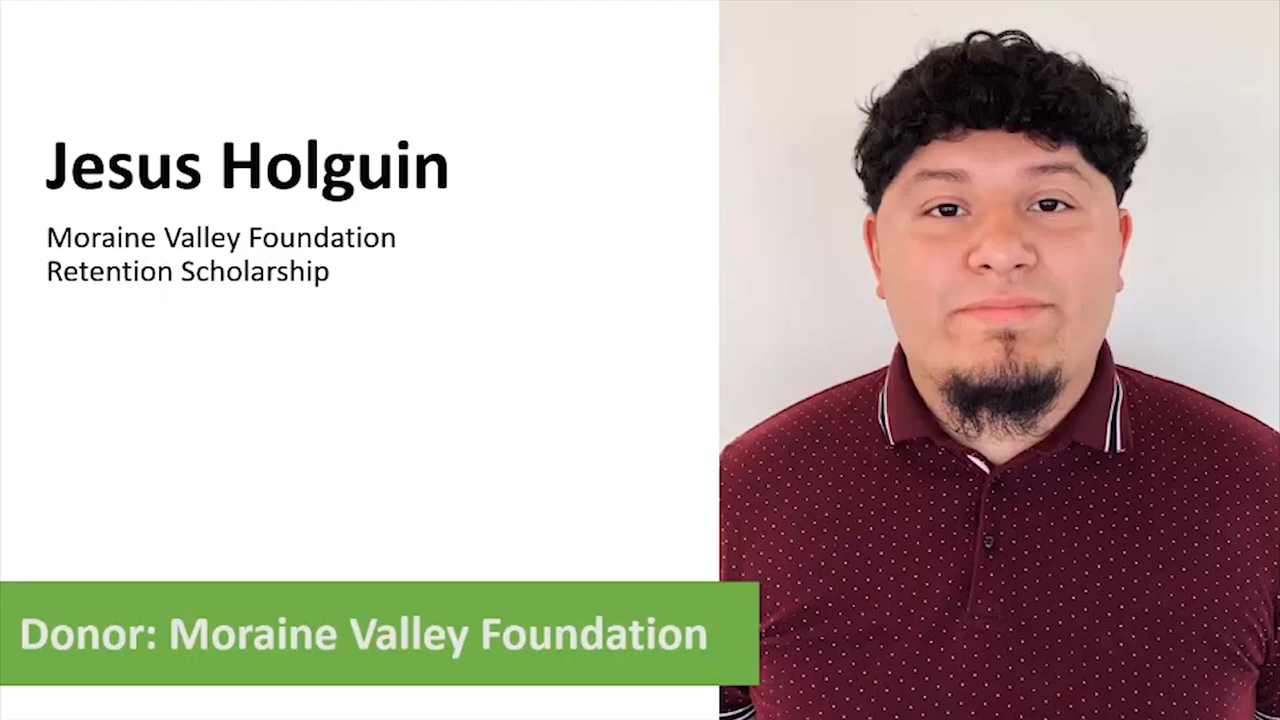 Jesus Holguin
Moraine Valley Foundation
Retention Scholarship
Donor: Moraine Valley Foundation